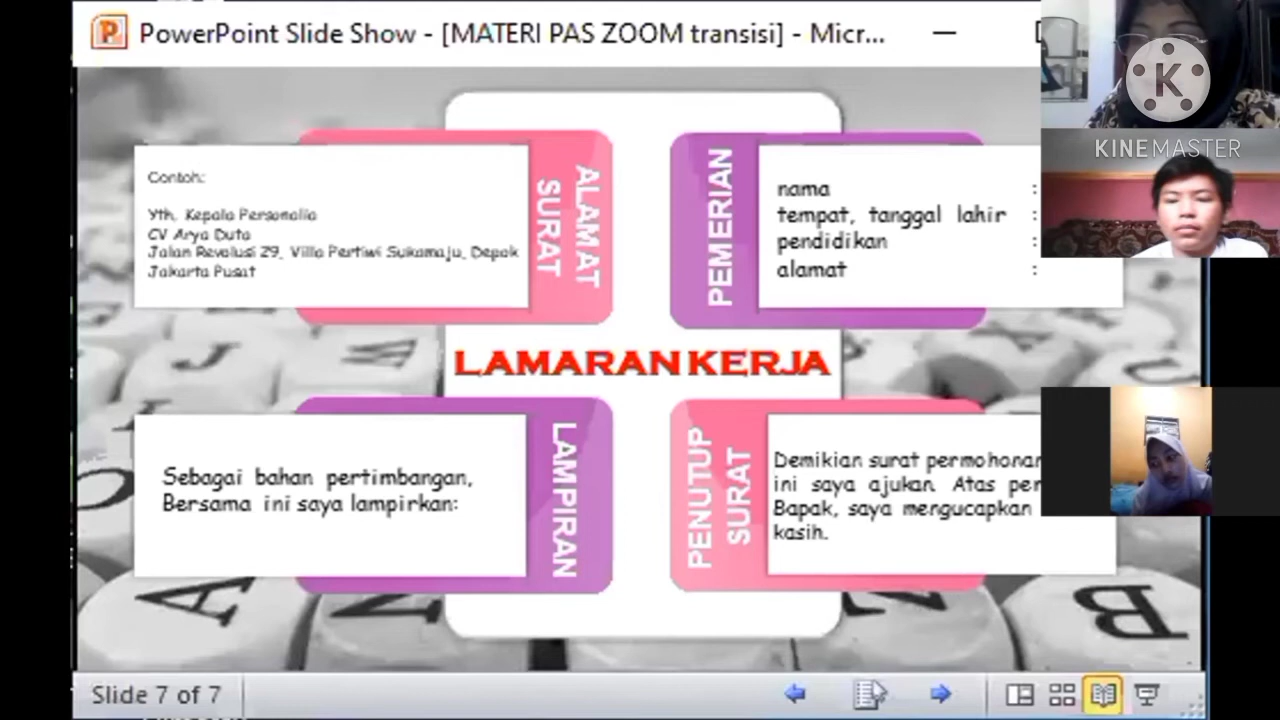 PowerPoint Slide Show - [MATERI PAS ZOOM transisi] - Micr...
K
KINEMASTER
Contoh:
Yth. Kepala Personalia
CV Arya Duta
Jalan Revolusi 29, Villa Pertiwi Sukamaju, Depok
Jakarta Pusat
ALAMAT
SURAT
PEMERIAN
nama :
tempat, tanggal lahir :
pendidikan :
alamat :
LAMARAN KERJA
Sebagai bahan pertimbangan,
Bersama ini saya lampirkan:
LAMPIRAN
PENUTUP
SURAT
Demikian surat permohonan
ini saya ajukan. Atas per
Bapak, saya mengucapkan
kasih.
J
W
A
N
Z
B
Slide 7 of 7